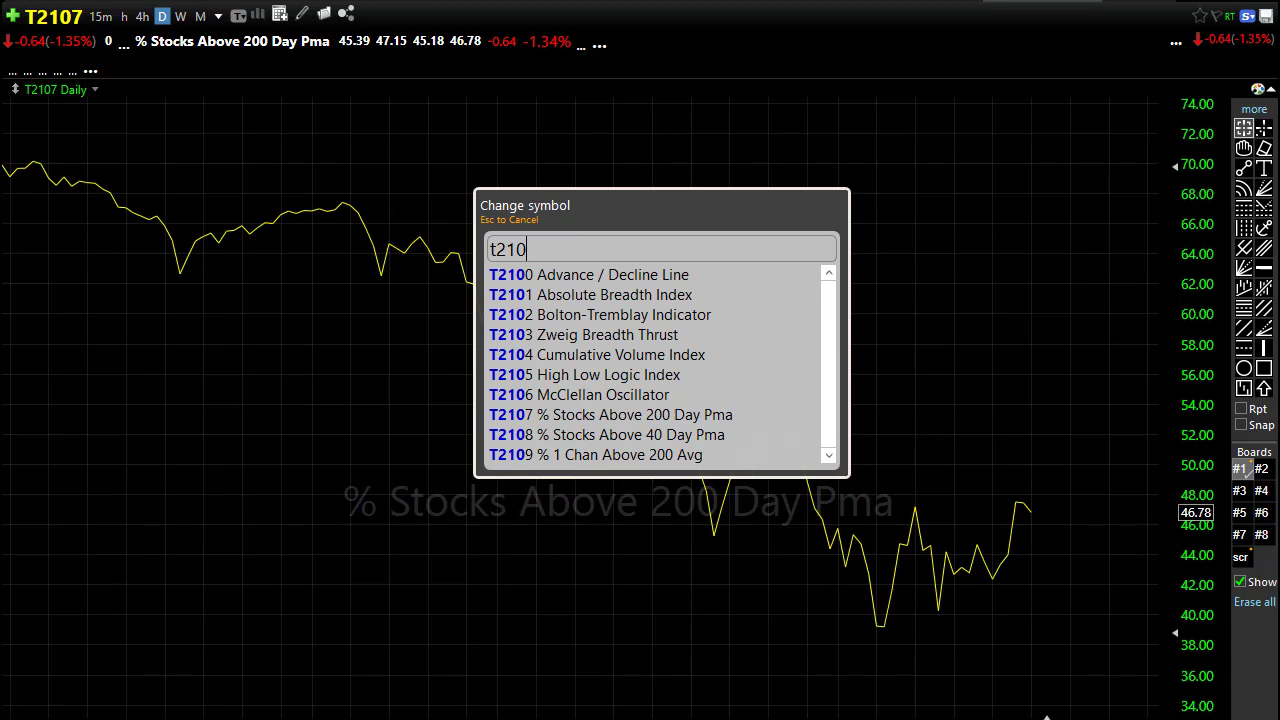 T2107 15m h 4h D W M T RT S
-0.64(-1.35%) 0 ... % Stocks Above 200 Day Pma 45.39 47.15 45.18 46.78 -0.64 -1.34% ... ... ... -0.64(-1.35%)
... ... ... ... ... ...
T2107 Daily
more
74.00
72.00
70.00
68.00
66.00
64.00
62.00
60.00
58.00
56.00
54.00
52.00
50.00
48.00
46.78
46.00
44.00
42.00
40.00
38.00
36.00
34.00
Change symbol
Esc to Cancel
t210
T2100 Advance / Decline Line
T2101 Absolute Breadth Index
T2102 Bolton-Tremblay Indicator
T2103 Zweig Breadth Thrust
T2104 Cumulative Volume Index
T2105 High Low Logic Index
T2106 McClellan Oscillator
T2107 % Stocks Above 200 Day Pma
T2108 % Stocks Above 40 Day Pma
T2109 % 1 Chan Above 200 Avg
% Stocks Above 200 Day Pma
T
Rpt
Snap
Boards
#1 #2
#3 #4
#5 #6
#7 #8
scr
Show
Erase all